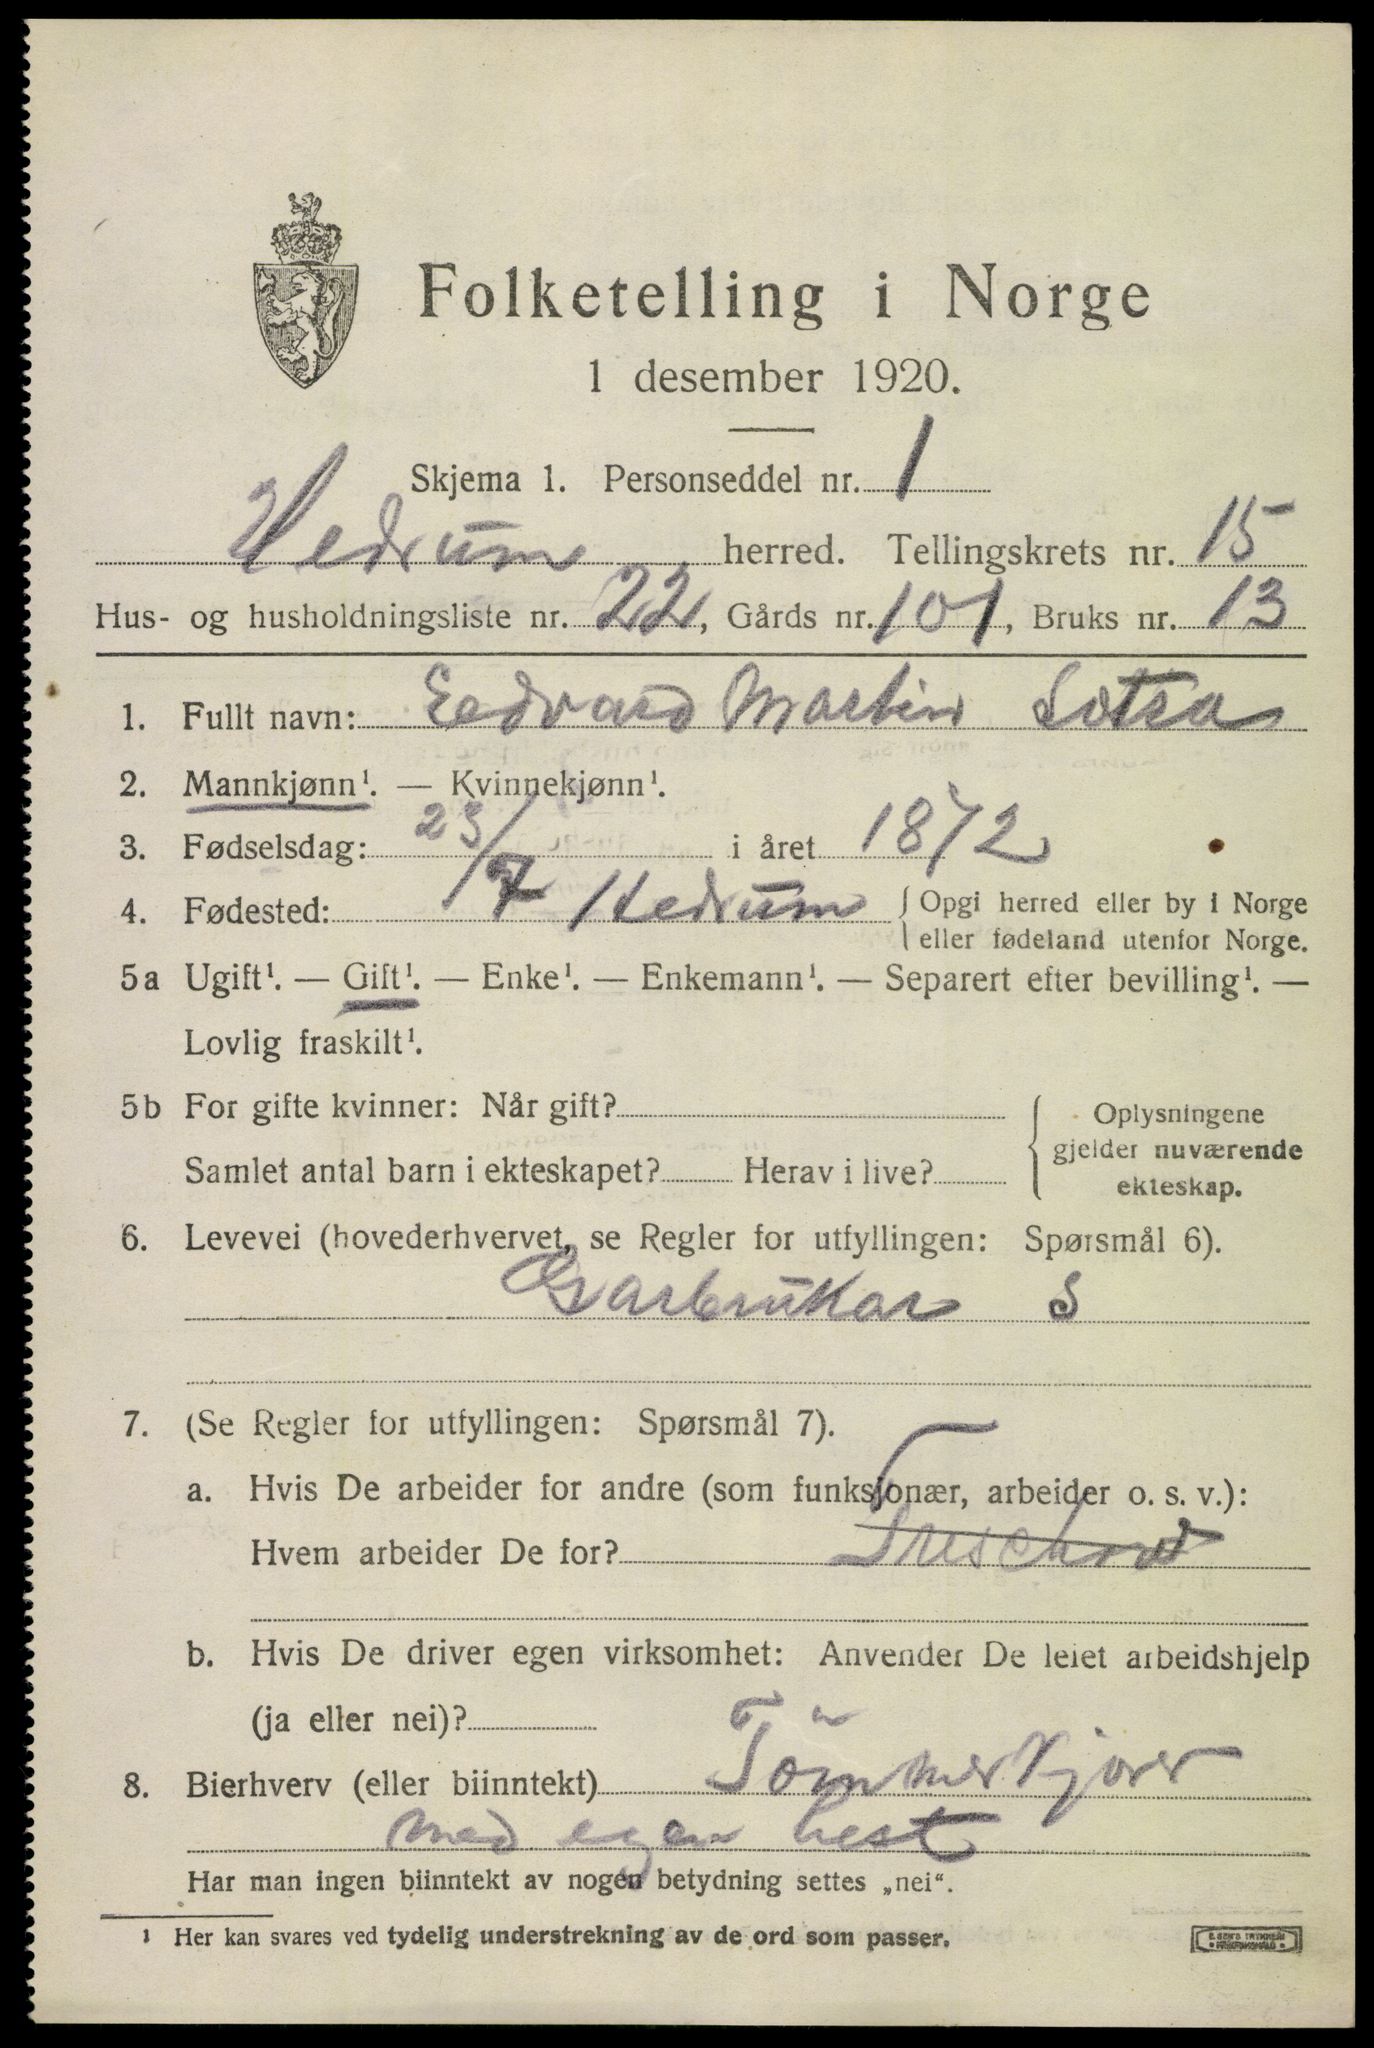 Folketelling i Norge
1 desember 1920.
Skjema 1. Personseddel nr. 1
Hedrum herred. Tellingskrets nr. 15
Hus- og husholdningsliste nr. 22, Gårds nr. 101, Bruks nr. 13
1. Fullt navn: Eedvard Martin
2. Mannkjønn¹. — Kvinnekjønn¹.
3. Fødselsdag: 23/7 i året 1872
4. Fødested: Hedrum { Opgi herred eller by i Norge
eller fødeland utenfor Norge.
5a Ugift¹. — Gift¹. — Enke¹. — Enkemann¹. — Separert efter bevilling¹. —
Lovlig fraskilt¹.
5b For gifte kvinner: Når gift? { Oplysningene
gjelder nuværende
Samlet antal barn i ekteskapet? Herav i live?
ekteskap.
6. Levevei (hovederhvervet, se Regler for utfyllingen: Spørsmål 6).
Garbrukar S
7. (Se Regler for utfyllingen: Spørsmål 7).
a. Hvis De arbeider for andre (som funksjonær, arbeider o. s. v.):
Hvem arbeider De for? Treschow
b. Hvis De driver egen virksomhet: Anvender De leiet arbeidshjelp
(ja eller nei)?
8. Bierhverv (eller biinntekt) Tömmerkjører
med egen hest
Har man ingen biinntekt av nogen betydning settes „nei“.
1 Her kan svares ved tydelig understrekning av de ord som passer.